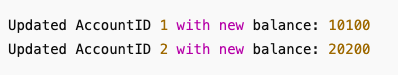 Updated AccountID 1 with new balance: 10100
Updated AccountID 2 with new balance: 20200